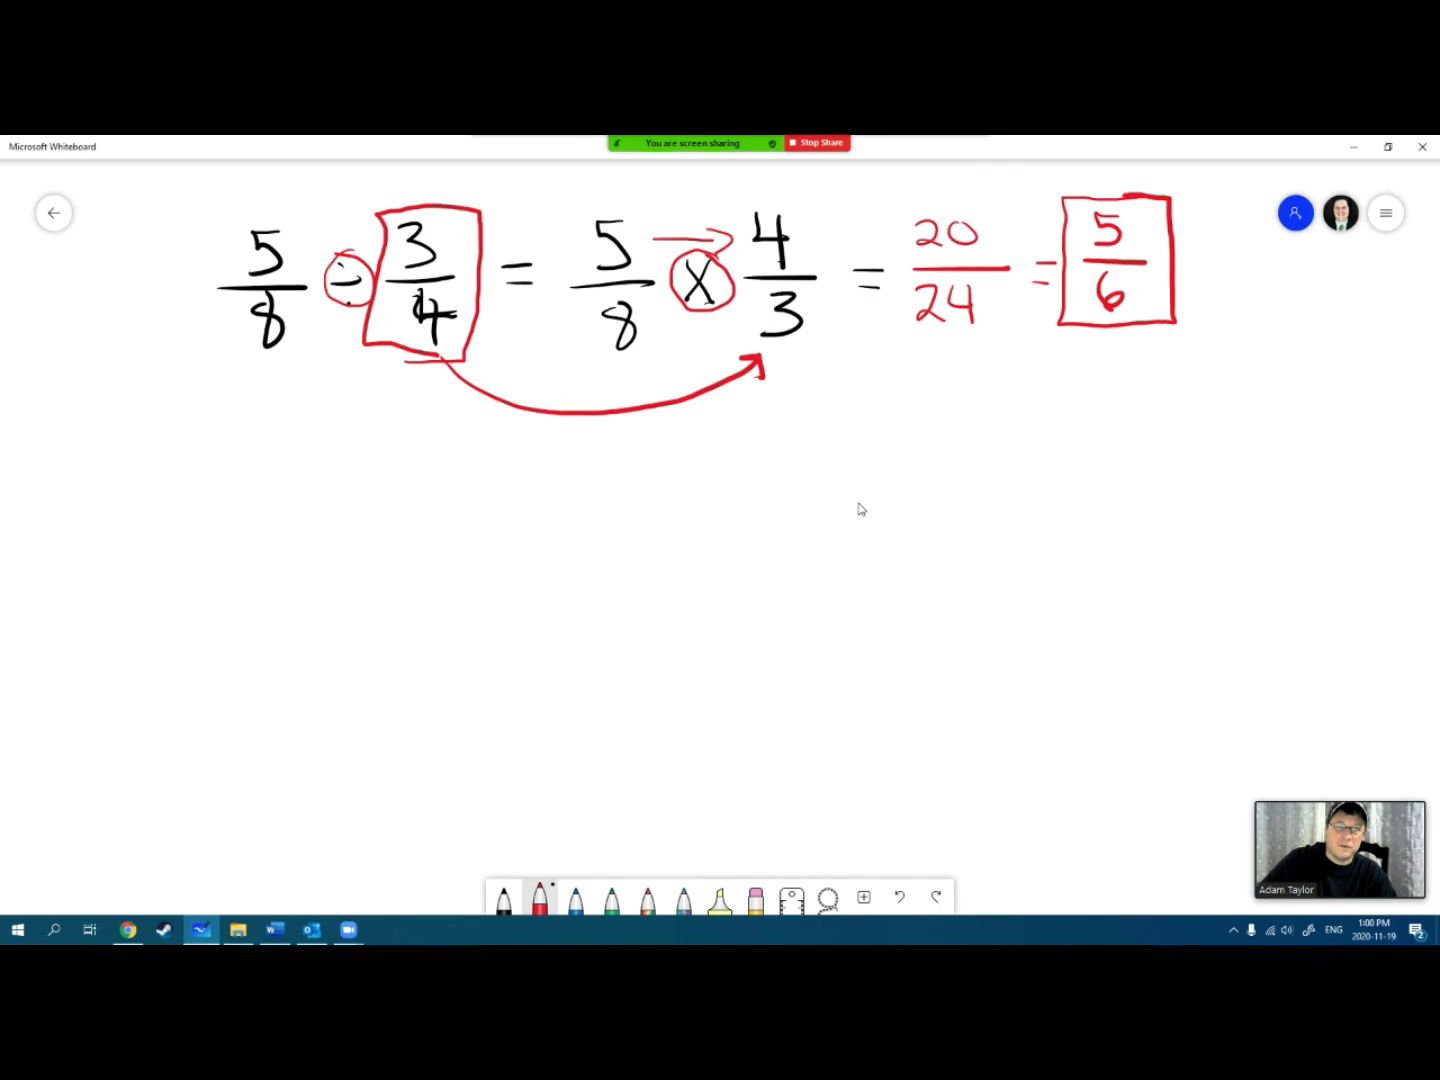 Microsoft Whiteboard
You are screen sharing
Stop Share
5/8 ÷ 3/4 = 5/8 x 4/3 = 20/24 = 5/6
Adam Taylor
ENG
1:00 PM
2020-11-19
2